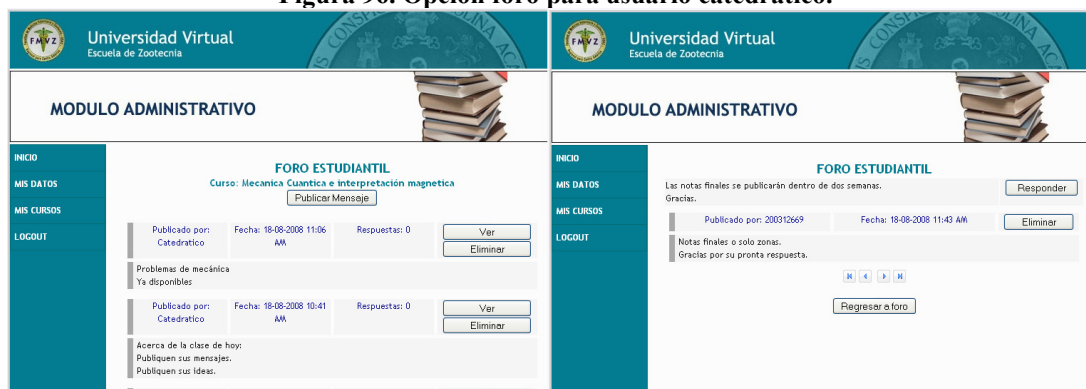 Figura 96. Opción foro para usuario catedrático.
FMVZ
Universidad Virtual
Escuela de Zootecnia
MODULO ADMINISTRATIVO
INICIO
MIS DATOS
MIS CURSOS
LOGOUT
FORO ESTUDIANTIL
Curso: Mecanica Cuantica e interpretación magnetica
Publicar Mensaje
Publicado por: Catedratico
Fecha: 18-08-2008 11:06 AM
Respuestas: 0
Ver
Eliminar
Problemas de mecánica
Ya disponibles
Publicado por: Catedratico
Fecha: 18-08-2008 10:41 AM
Respuestas: 0
Ver
Eliminar
Acerca de la clase de hoy:
Publiquen sus mensajes.
Publiquen sus ideas.
FMVZ
Universidad Virtual
Escuela de Zootecnia
MODULO ADMINISTRATIVO
INICIO
MIS DATOS
MIS CURSOS
LOGOUT
FORO ESTUDIANTIL
Las notas finales se publicarán dentro de dos semanas.
Gracias.
Responder
Publicado por: 200312669
Fecha: 18-08-2008 11:43 AM
Eliminar
Notas finales o solo zonas.
Gracias por su pronta respuesta.
Regresar a foro